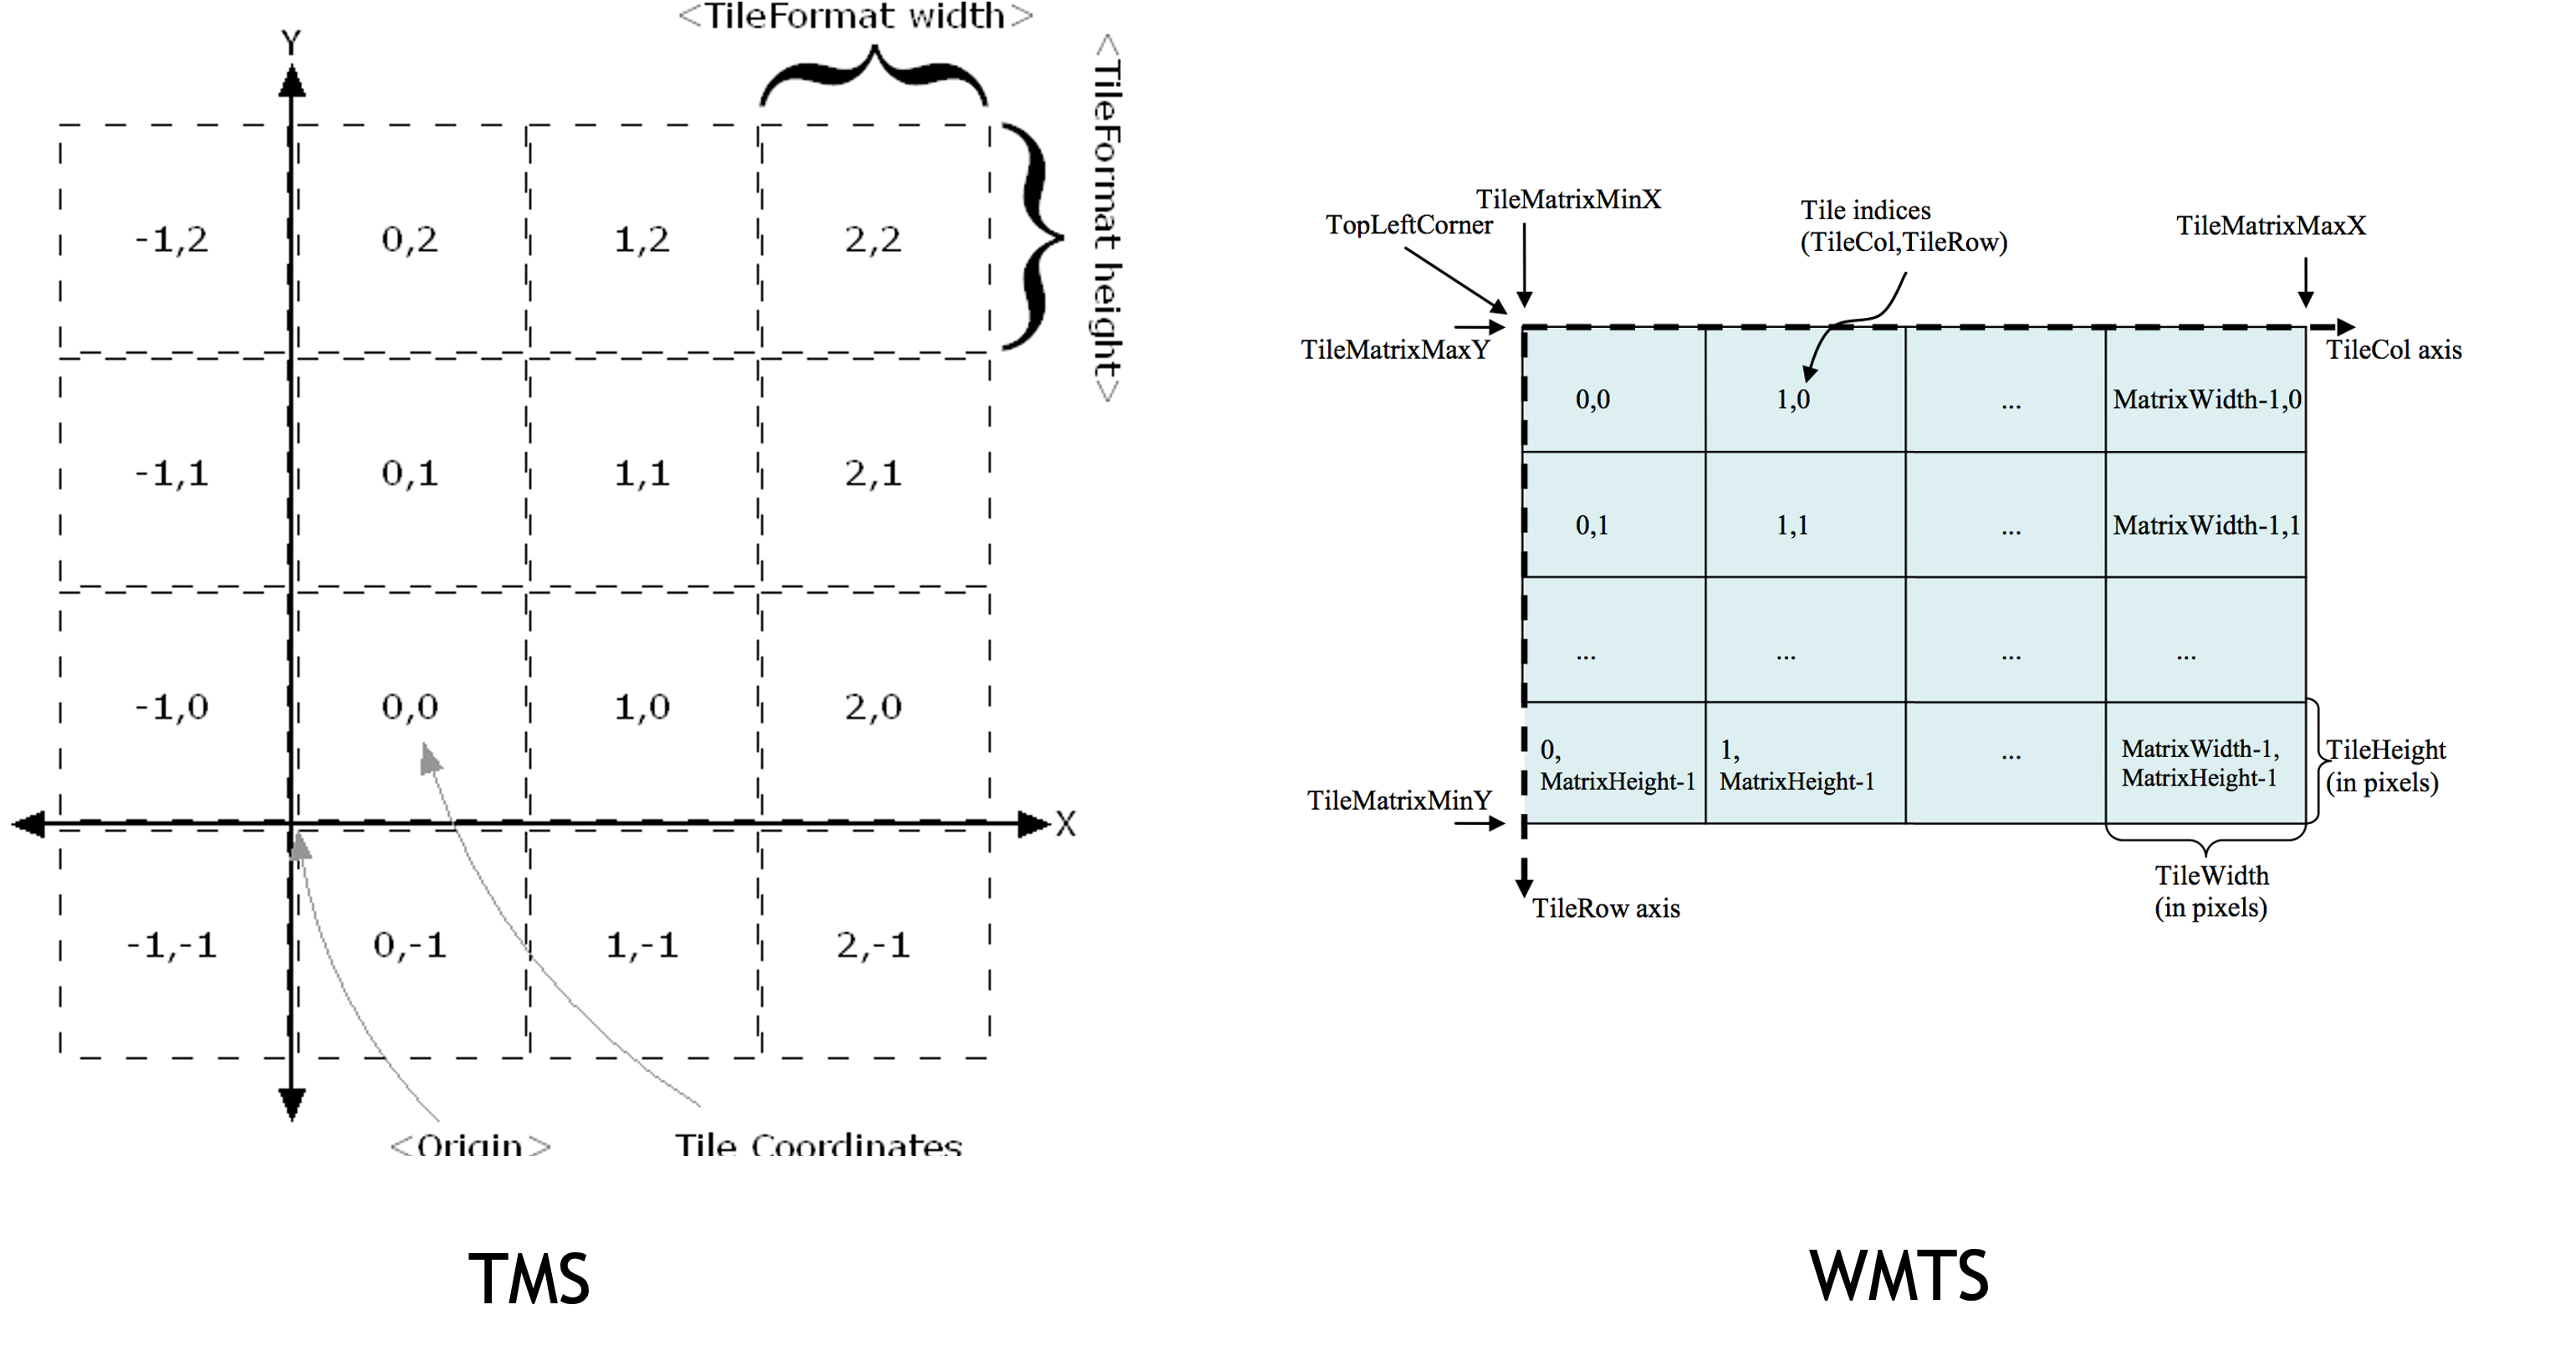 <TileFormat width>
Y
<TileFormat height>
-1,2
0,2
1,2
2,2
-1,1
0,1
1,1
2,1
-1,0
0,0
1,0
2,0
X
-1,-1
0,-1
1,-1
2,-1
<Origin>
Tile Coordinates
TMS
TileMatrixMinX
TopLeftCorner
Tile indices
(TileCol,TileRow)
TileMatrixMaxX
TileMatrixMaxY
TileCol axis
0,0
1,0
...
MatrixWidth-1,0
0,1
1,1
...
MatrixWidth-1,1
...
...
...
...
0,
MatrixHeight-1
1,
MatrixHeight-1
...
MatrixWidth-1,
MatrixHeight-1
TileHeight
(in pixels)
TileMatrixMinY
TileWidth
(in pixels)
TileRow axis
WMTS